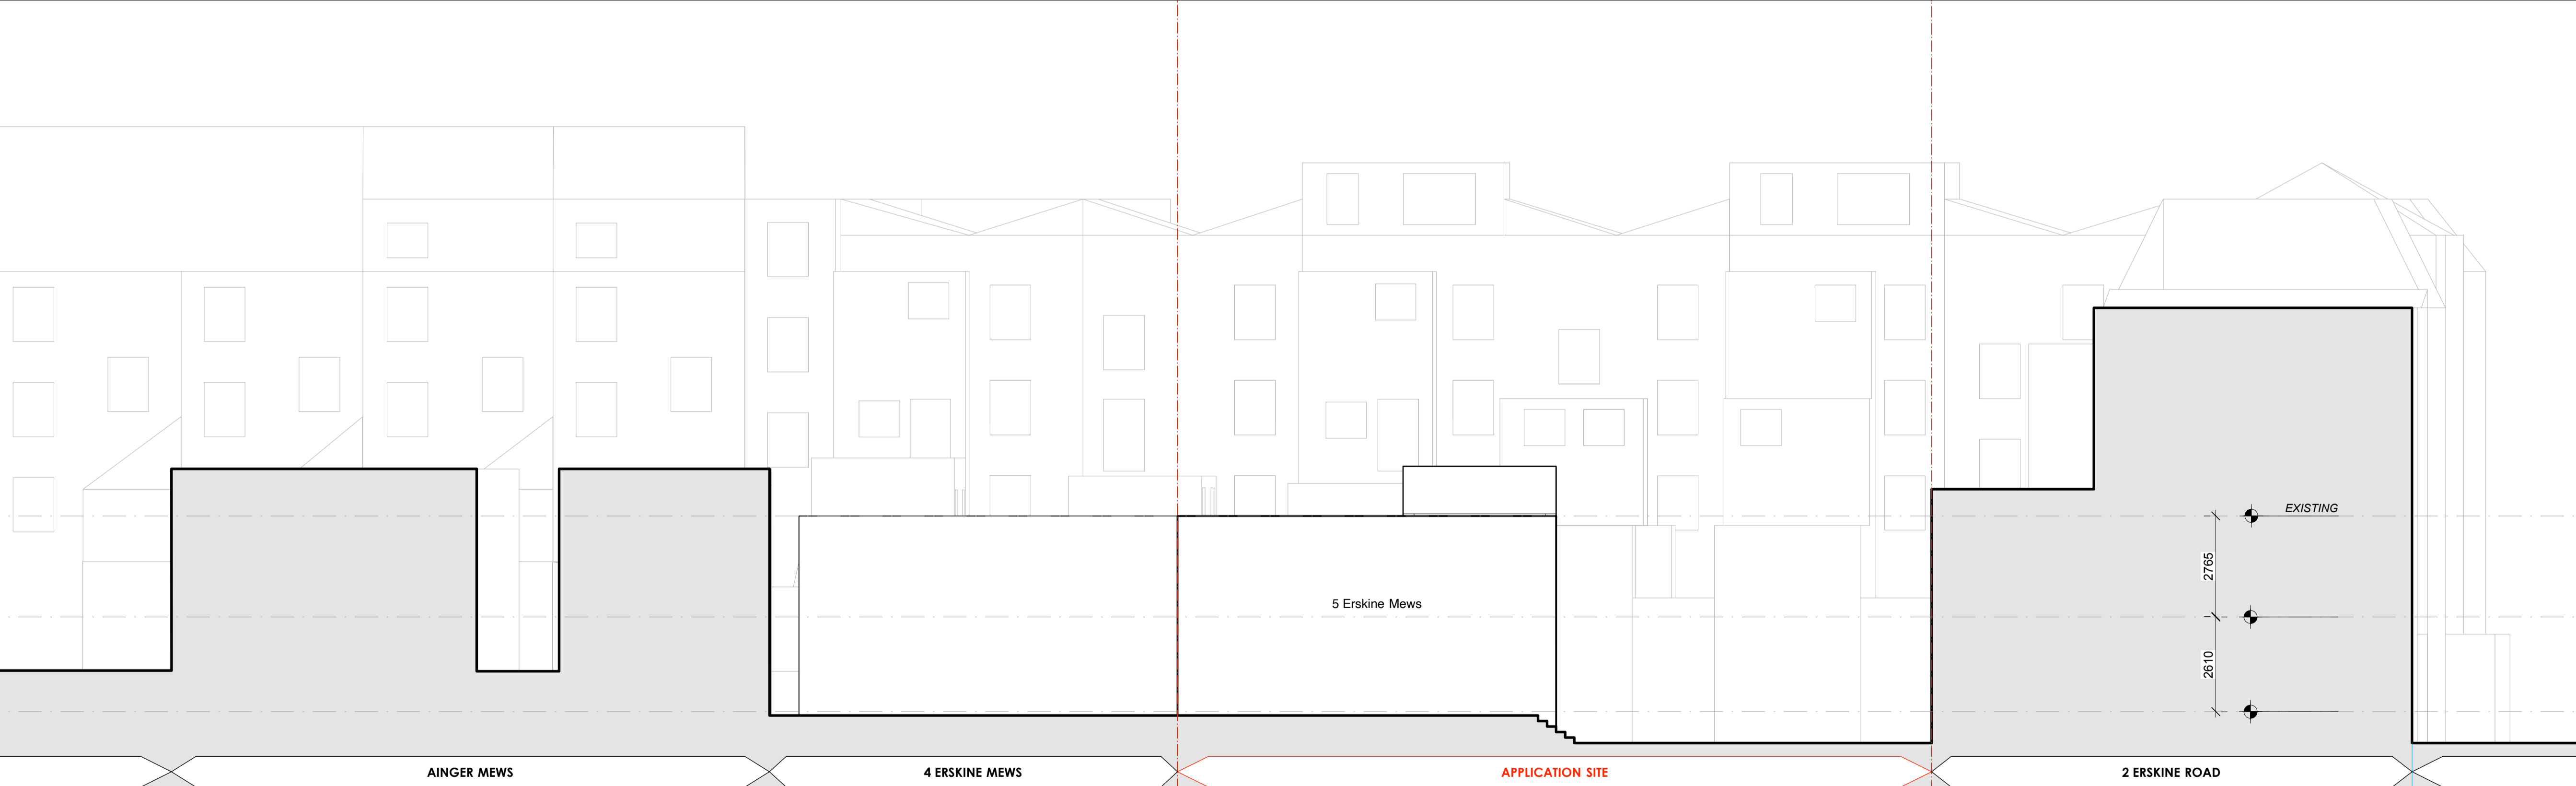 EXISTING
2765
5 Erskine Mews
2610
AINGER MEWS
4 ERSKINE MEWS
APPLICATION SITE
2 ERSKINE ROAD